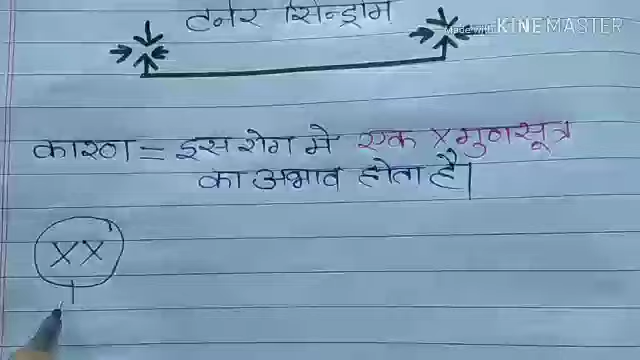 टर्नर सिन्ड्रोम
Made with KINEMASTER
कारण = इस रोग मे एक X गुणसूत्र
का अभाव होता है।
XX